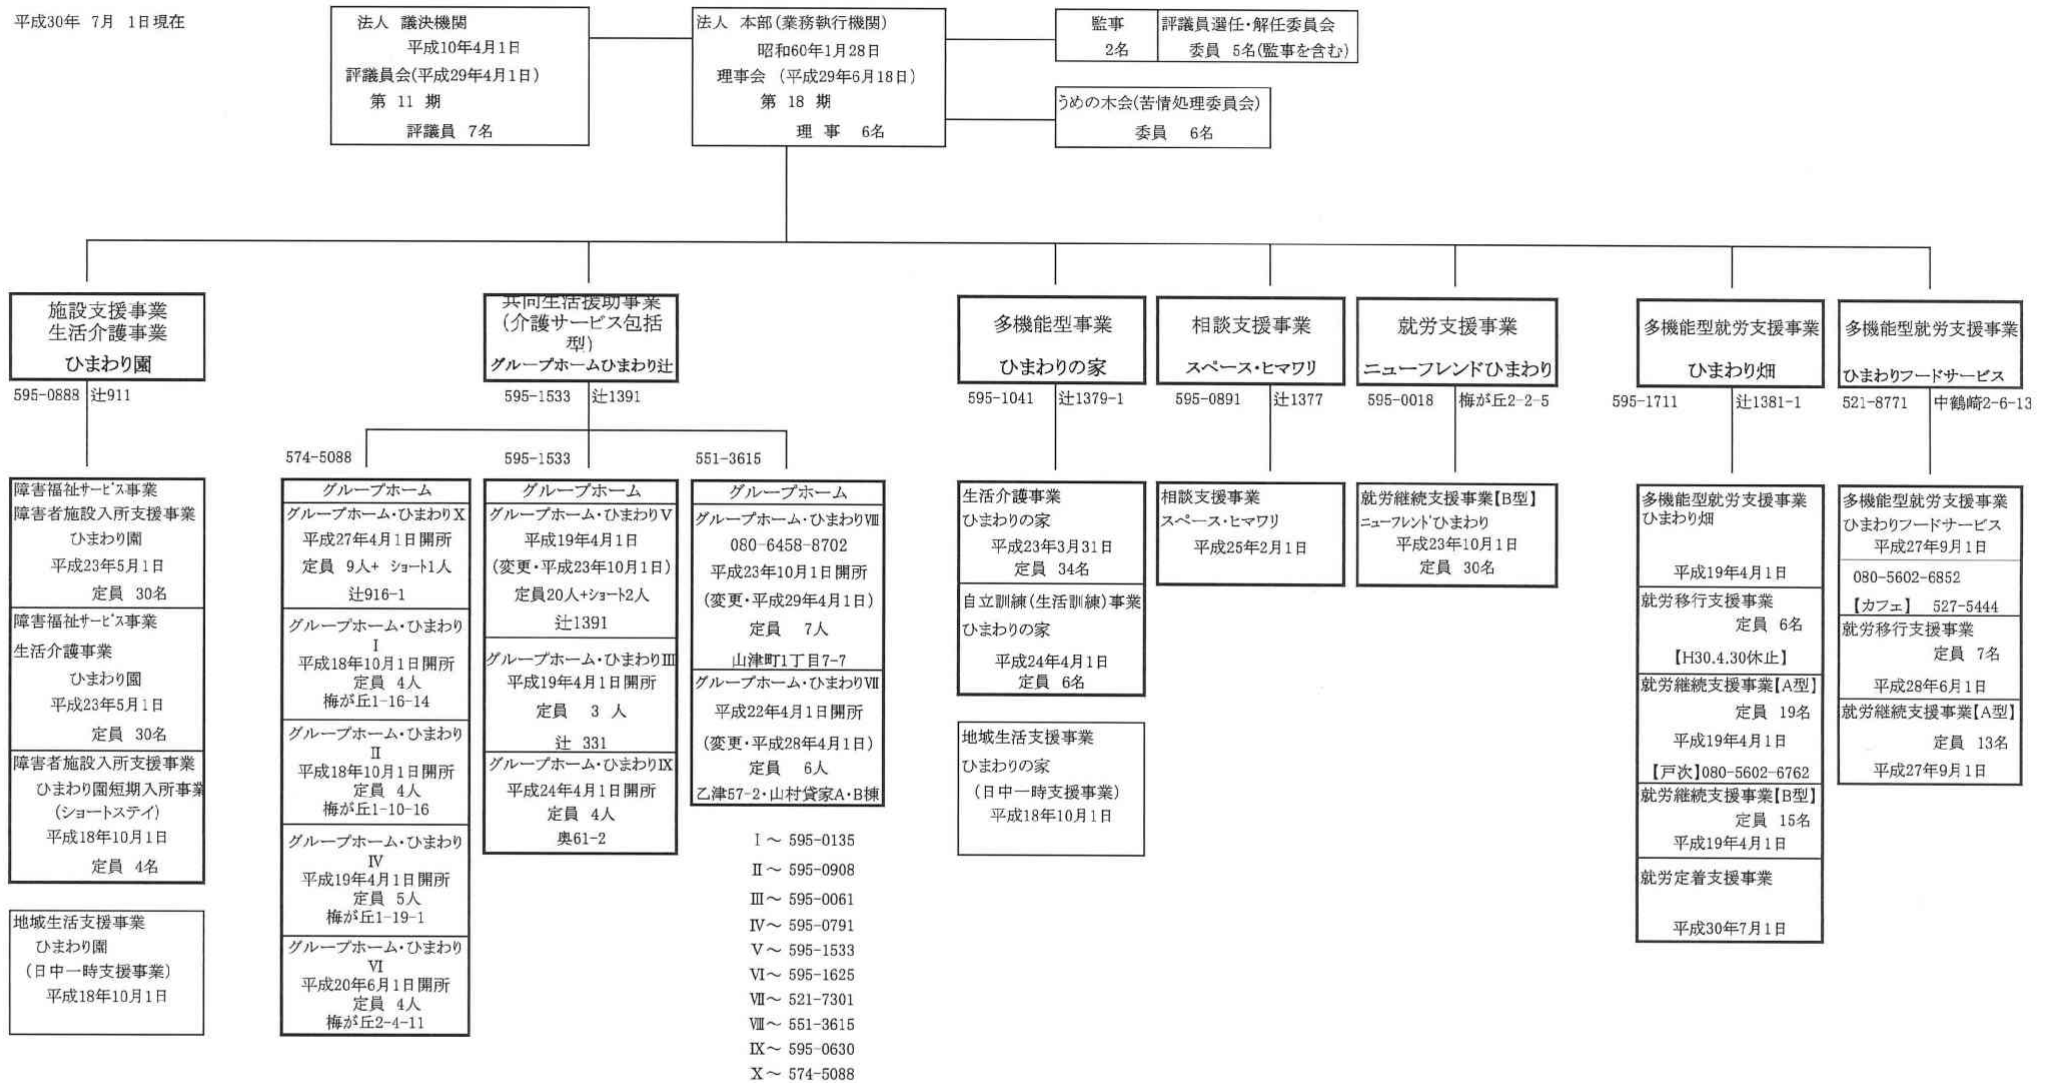 平成30年 7月 1日現在
法人 議決機関
平成10年4月1日
評議員会(平成29年4月1日)
第 11 期
評議員 7名
法人 本部(業務執行機関)
昭和60年1月28日
理事会 (平成29年6月18日)
第 18 期
理 事 6名
監事
2名
評議員選任・解任委員会
委員 5名(監事を含む)
うめの木会(苦情処理委員会)
委員 6名
施設支援事業
生活介護事業
ひまわり園
595-0888 辻911
共同生活援助事業
(介護サービス包括
型)
グループホームひまわり辻
595-1533 辻1391
多機能型事業
ひまわりの家
595-1041 辻1379-1
相談支援事業
スペース・ヒマワリ
595-0891 辻1377
就労支援事業
ニューフレンドひまわり
595-0018 梅が丘2-2-5
多機能型就労支援事業
ひまわり畑
595-1711 辻1381-1
多機能型就労支援事業
ひまわりフードサービス
521-8771 中鶴崎2-6-13
障害福祉サービス事業
障害者施設入所支援事業
ひまわり園
平成23年5月1日
定員 30名
障害福祉サービス事業
生活介護事業
ひまわり園
平成23年5月1日
定員 30名
障害者施設入所支援事業
ひまわり園短期入所事業
(ショートステイ)
平成18年10月1日
定員 4名
地域生活支援事業
ひまわり園
(日中一時支援事業)
平成18年10月1日
574-5088
グループホーム
グループホーム・ひまわりⅩ
平成27年4月1日開所
定員 9人+ ショート1人
辻916-1
グループホーム・ひまわり
Ⅰ
平成18年10月1日開所
定員 4人
梅が丘1-16-14
グループホーム・ひまわり
Ⅱ
平成18年10月1日開所
定員 4人
梅が丘1-10-16
グループホーム・ひまわり
Ⅳ
平成19年4月1日開所
定員 5人
梅が丘1-19-1
グループホーム・ひまわり
Ⅵ
平成20年6月1日開所
定員 4人
梅が丘2-4-11
595-1533
グループホーム
グループホーム・ひまわりⅤ
平成19年4月1日
(変更・平成23年10月1日)
定員20人+ショート2人
辻1391
グループホーム・ひまわりⅢ
平成19年4月1日開所
定員 3 人
辻 331
グループホーム・ひまわりⅨ
平成24年4月1日開所
定員 4人
奥61-2
551-3615
グループホーム
グループホーム・ひまわりⅧ
080-6458-8702
平成23年10月1日開所
(変更・平成29年4月1日)
定員 7人
山津町1丁目7-7
グループホーム・ひまわりⅦ
平成22年4月1日開所
(変更・平成28年4月1日)
定員 6人
乙津57-2・山村貸家A・B棟
Ⅰ～ 595-0135
Ⅱ～ 595-0908
Ⅲ～ 595-0061
Ⅳ～ 595-0791
Ⅴ～ 595-1533
Ⅵ～ 595-1625
Ⅶ～ 521-7301
Ⅷ～ 551-3615
Ⅸ～ 595-0630
Ⅹ～ 574-5088
生活介護事業
ひまわりの家
平成23年3月31日
定員 34名
自立訓練(生活訓練)事業
ひまわりの家
平成24年4月1日
定員 6名
地域生活支援事業
ひまわりの家
(日中一時支援事業)
平成18年10月1日
相談支援事業
スペース・ヒマワリ
平成25年2月1日
就労継続支援事業【B型】
ニューフレンドひまわり
平成23年10月1日
定員 30名
多機能型就労支援事業
ひまわり畑
平成19年4月1日
就労移行支援事業
定員 6名
【H30.4.30休止】
就労継続支援事業【A型】
定員 19名
平成19年4月1日
【戸次】080-5602-6762
就労継続支援事業【B型】
定員 15名
平成19年4月1日
就労定着支援事業
平成30年7月1日
多機能型就労支援事業
ひまわりフードサービス
平成27年9月1日
080-5602-6852
【カフェ】 527-5444
就労移行支援事業
定員 7名
平成28年6月1日
就労継続支援事業【A型】
定員 13名
平成27年9月1日